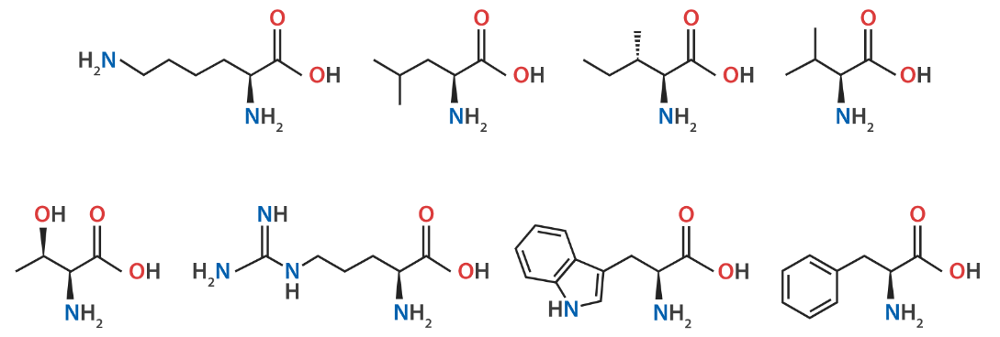 O O O O
H₂N OH OH OH OH
NH₂ NH₂ NH₂ NH₂
OH O NH O O O
H₂N N H OH OH OH OH
NH₂ NH₂ HN NH₂ NH₂